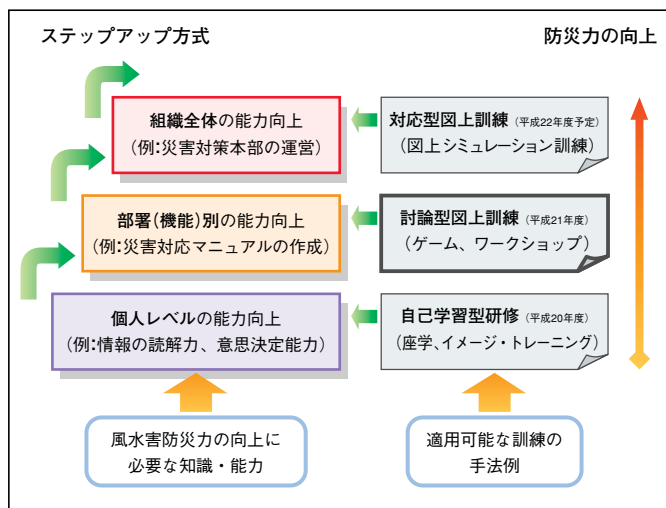 ステップアップ方式
防災力の向上
組織全体の能力向上
(例:災害対策本部の運営)
対応型図上訓練(平成22年度予定)
(図上シミュレーション訓練)
部署(機能)別の能力向上
(例:災害対応マニュアルの作成)
討論型図上訓練(平成21年度)
(ゲーム、ワークショップ)
個人レベルの能力向上
(例:情報の読解力、意思決定能力)
自己学習型研修(平成20年度)
(座学、イメージ・トレーニング)
風水害防災力の向上に
必要な知識・能力
適用可能な訓練の
手法例